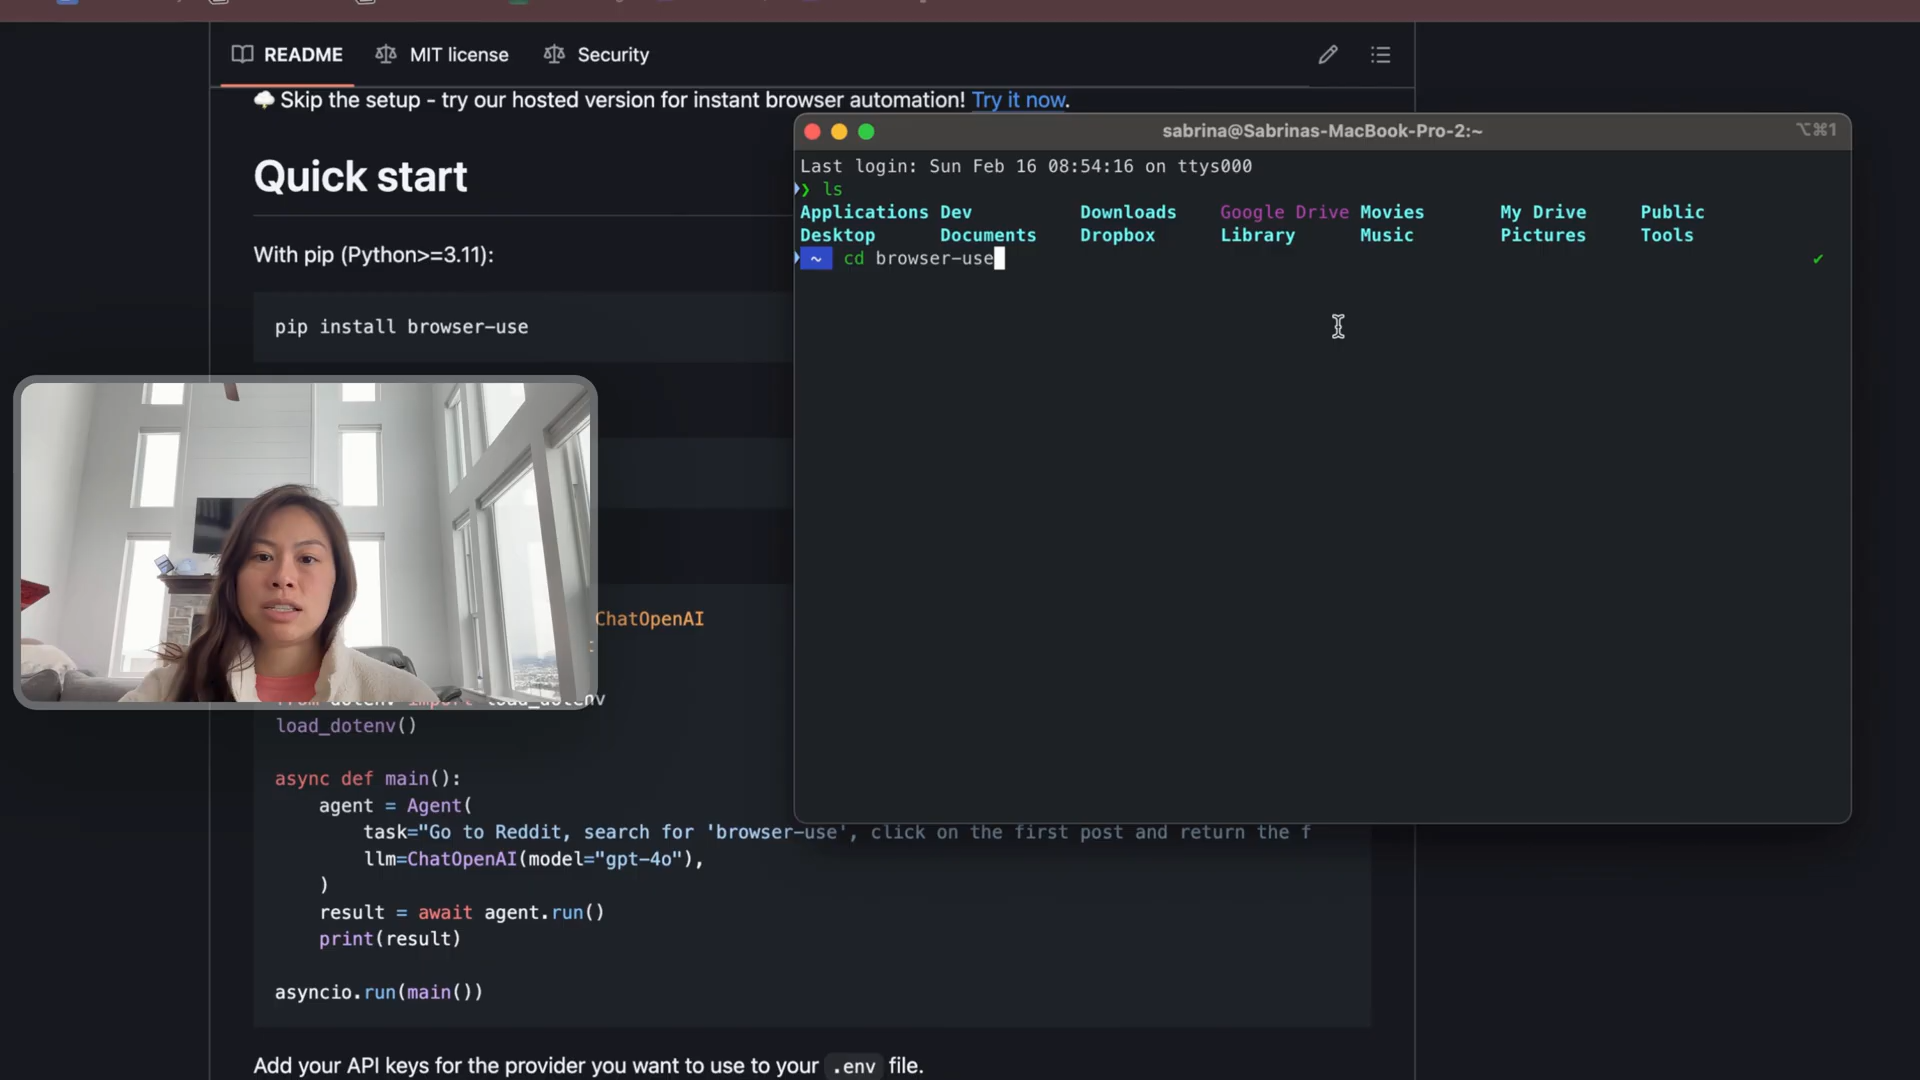 README
MIT license
Security
Skip the setup - try our hosted version for instant browser automation! Try it now.
Quick start
With pip (Python>=3.11):
pip install browser-use
ChatOpenAI
load_dotenv()
async def main():
agent = Agent(
task="Go to Reddit, search for 'browser-use', click on the first post and return the f
llm=ChatOpenAI(model="gpt-4o"),
)
result = await agent.run()
print(result)
asyncio.run(main())
Add your API keys for the provider you want to use to your .env file.
sabrina@Sabrinas-MacBook-Pro-2:~
⌥⌘1
Last login: Sun Feb 16 08:54:16 on ttys000
❯ ls
Applications Dev Downloads Google Drive Movies My Drive Public
Desktop Documents Dropbox Library Music Pictures Tools
~ cd browser-use ✔